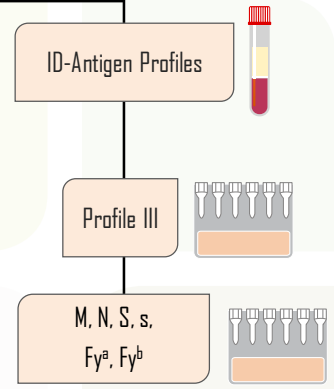 ID-Antigen Profiles
Profile III
M, N, S, s,
Fyᵃ, Fyᵇ